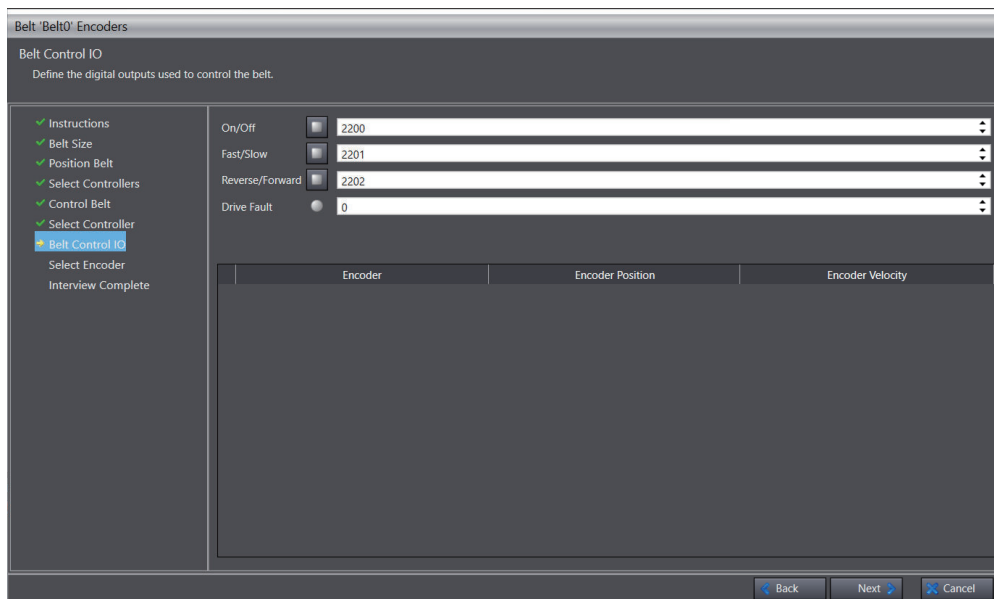 Belt 'Belt0' Encoders
Belt Control IO
Define the digital outputs used to control the belt.
Instructions
Belt Size
Position Belt
Select Controllers
Control Belt
Select Controller
Belt Control IO
Select Encoder
Interview Complete
On/Off 2200
Fast/Slow 2201
Reverse/Forward 2202
Drive Fault 0
Encoder Encoder Position Encoder Velocity
Back Next Cancel